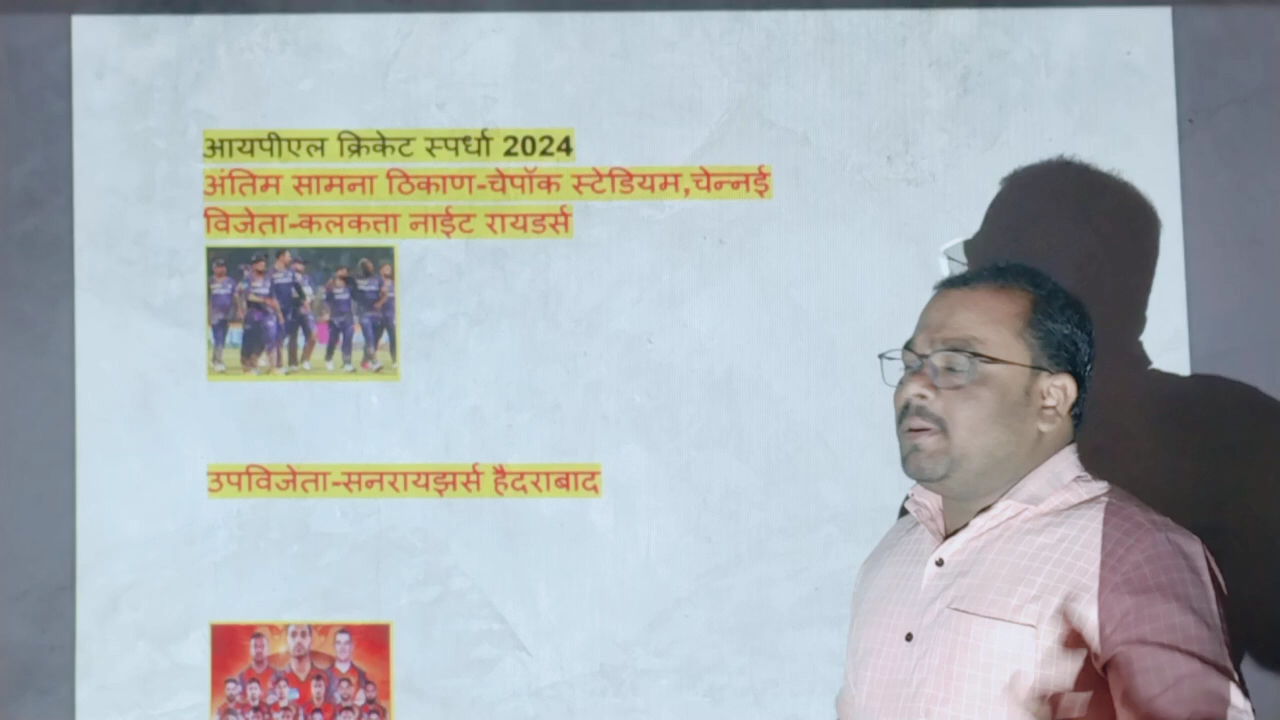 आयपीएल क्रिकेट स्पर्धा 2024
अंतिम सामना ठिकाण-चेपॉक स्टेडियम,चेन्नई
विजेता-कलकत्ता नाईट रायडर्स
उपविजेता-सनरायझर्स हैदराबाद